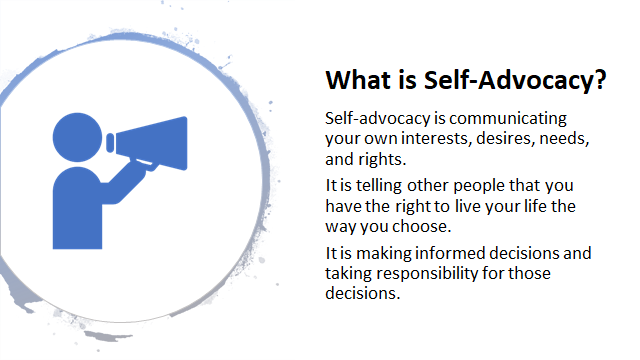 What is Self-Advocacy?
Self-advocacy is communicating
your own interests, desires, needs,
and rights.
It is telling other people that you
have the right to live your life the
way you choose.
It is making informed decisions and
taking responsibility for those
decisions.